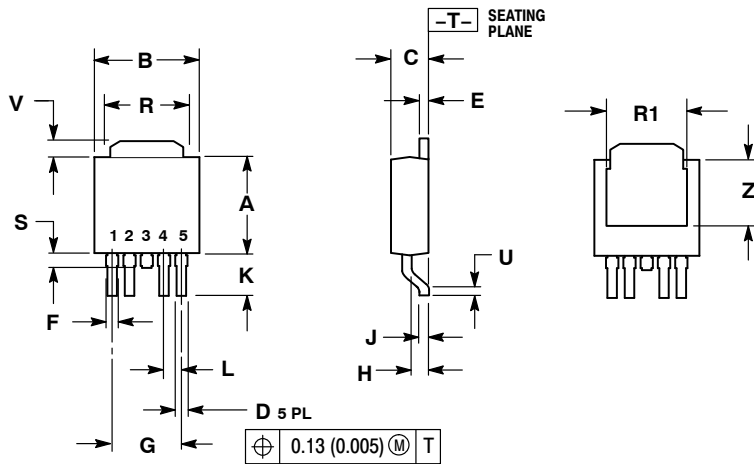 –T– SEATING
PLANE
B
C
V
R
E
R1
Z
A
S
1 2 3 4 5
K
U
F
J
L
H
D 5 PL
G
⌖ 0.13 (0.005) Ⓜ T